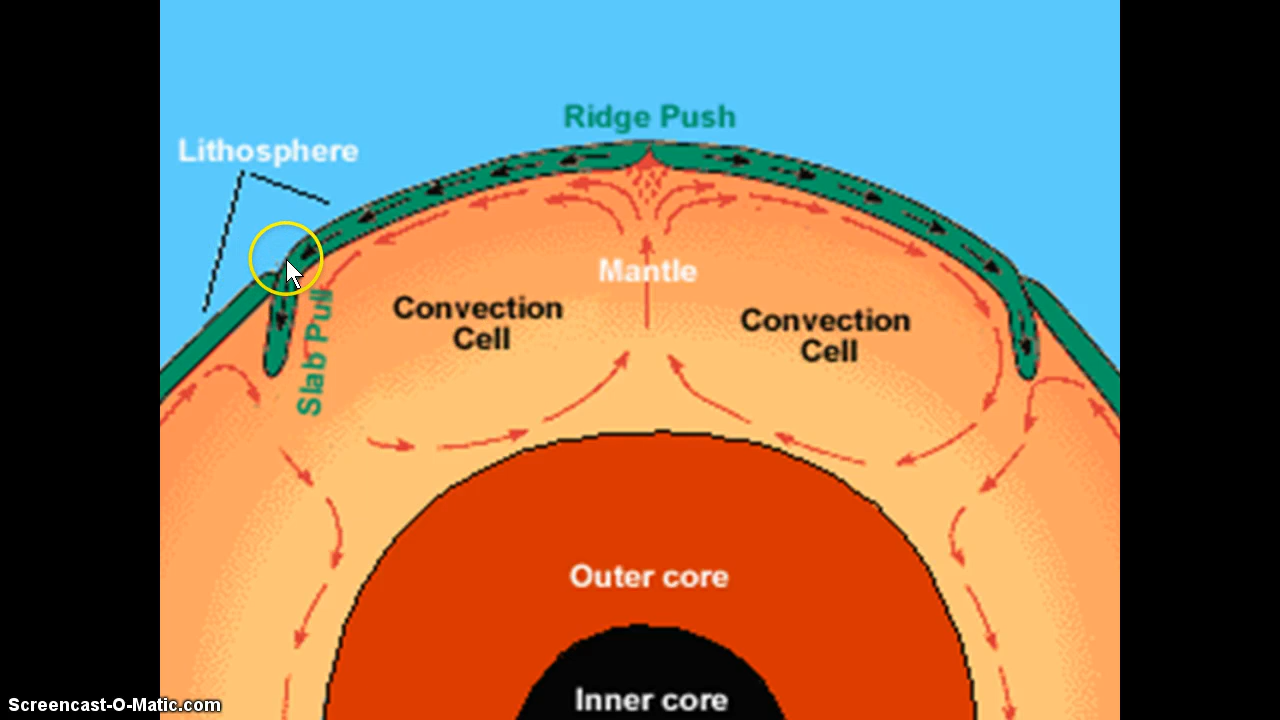 Ridge Push
Lithosphere
Mantle
Convection
Cell
Convection
Cell
Slab Pull
Outer core
Inner core
Screencast-O-Matic.com